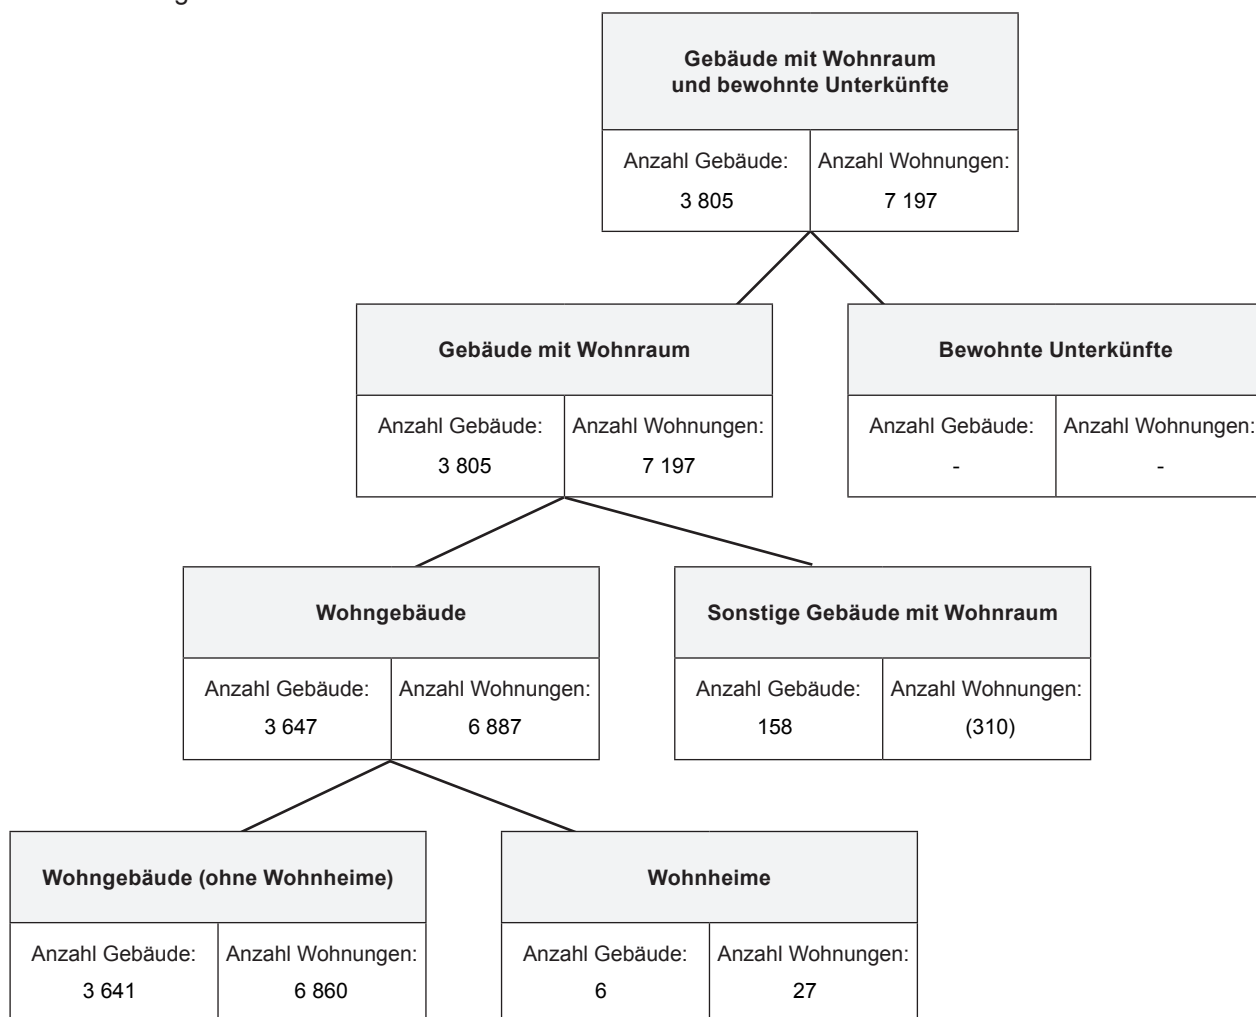 Gebäude mit Wohnraum
und bewohnte Unterkünfte
Anzahl Gebäude: Anzahl Wohnungen:
3 805 7 197
Gebäude mit Wohnraum Bewohnte Unterkünfte
Anzahl Gebäude: Anzahl Wohnungen: Anzahl Gebäude: Anzahl Wohnungen:
3 805 7 197 - -
Wohngebäude Sonstige Gebäude mit Wohnraum
Anzahl Gebäude: Anzahl Wohnungen: Anzahl Gebäude: Anzahl Wohnungen:
3 647 6 887 158 (310)
Wohngebäude (ohne Wohnheime) Wohnheime
Anzahl Gebäude: Anzahl Wohnungen: Anzahl Gebäude: Anzahl Wohnungen:
3 641 6 860 6 27